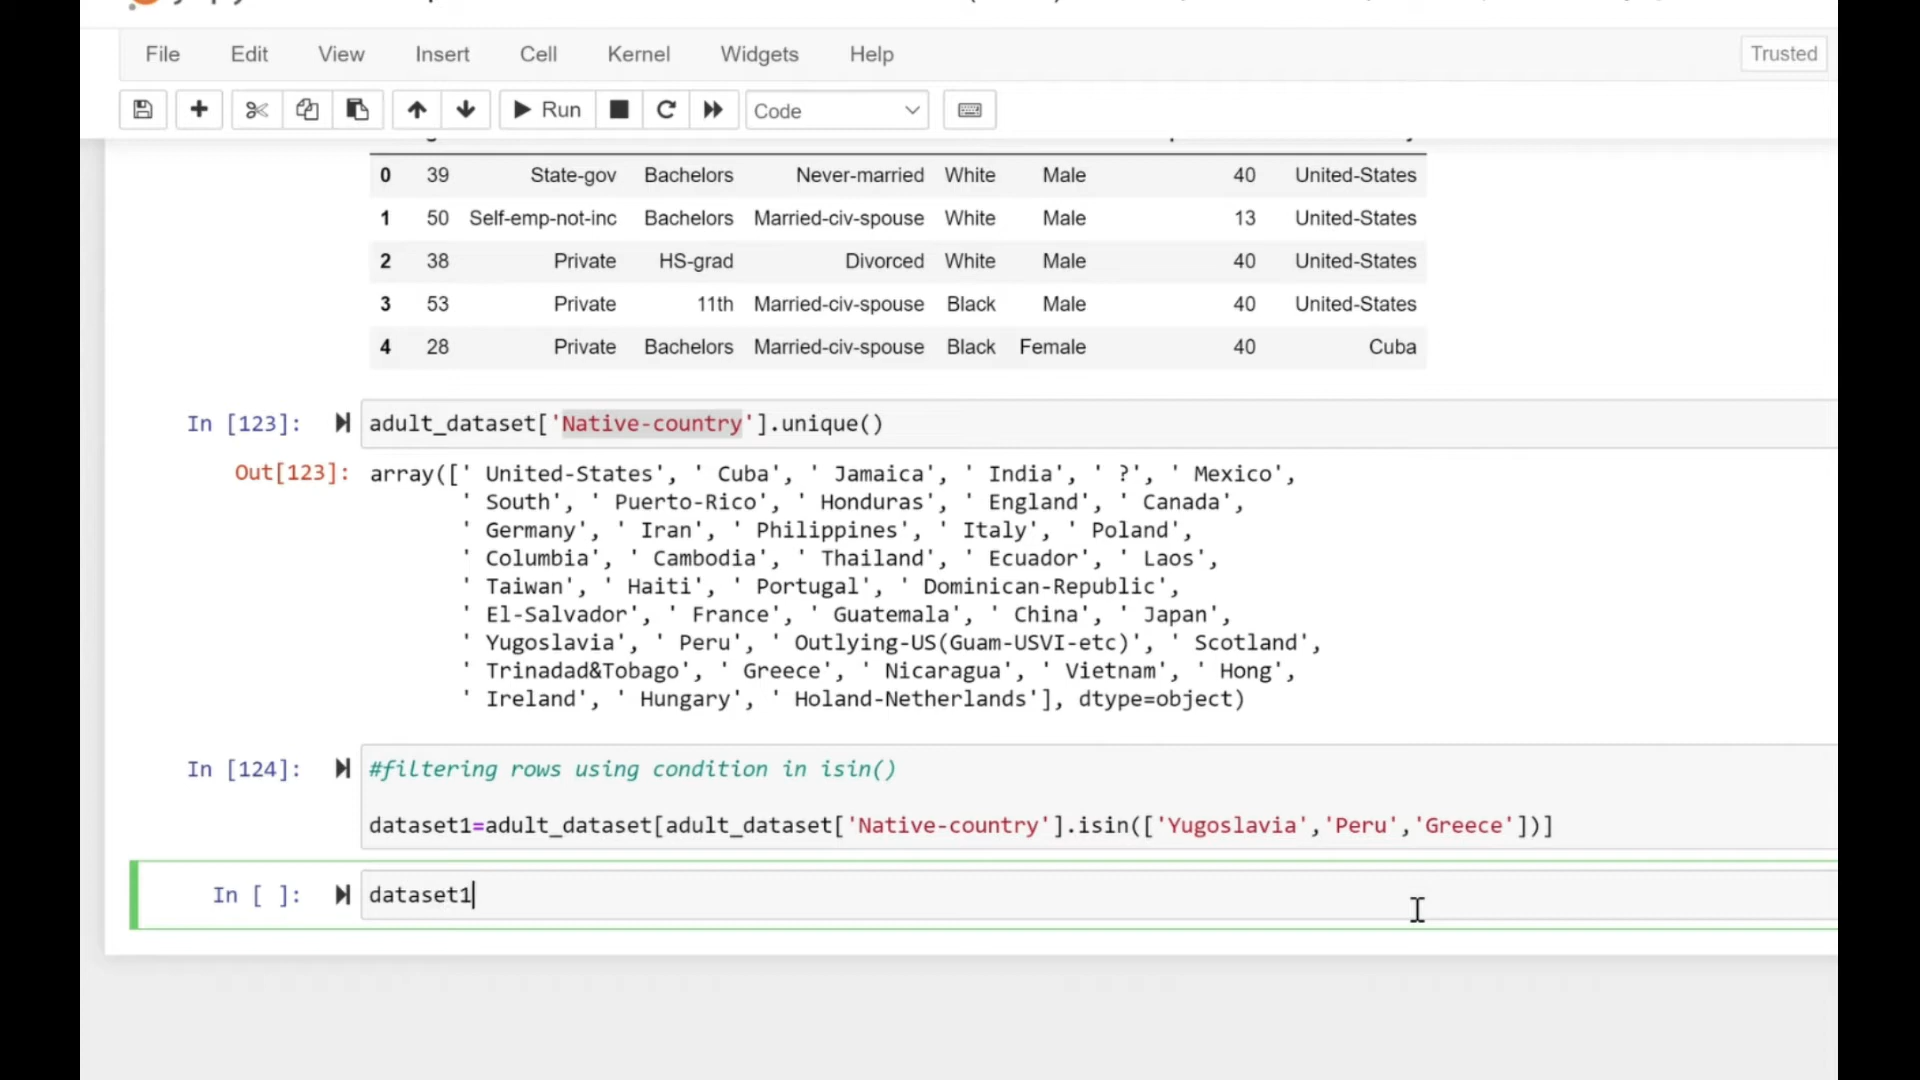 File Edit View Insert Cell Kernel Widgets Help Trusted
Run Code
0 39 State-gov Bachelors Never-married White Male 40 United-States
1 50 Self-emp-not-inc Bachelors Married-civ-spouse White Male 13 United-States
2 38 Private HS-grad Divorced White Male 40 United-States
3 53 Private 11th Married-civ-spouse Black Male 40 United-States
4 28 Private Bachelors Married-civ-spouse Black Female 40 Cuba
In [123]: adult_dataset['Native-country'].unique()
Out[123]: array([' United-States', ' Cuba', ' Jamaica', ' India', ' ?', ' Mexico',
' South', ' Puerto-Rico', ' Honduras', ' England', ' Canada',
' Germany', ' Iran', ' Philippines', ' Italy', ' Poland',
' Columbia', ' Cambodia', ' Thailand', ' Ecuador', ' Laos',
' Taiwan', ' Haiti', ' Portugal', ' Dominican-Republic',
' El-Salvador', ' France', ' Guatemala', ' China', ' Japan',
' Yugoslavia', ' Peru', ' Outlying-US(Guam-USVI-etc)', ' Scotland',
' Trinadad&Tobago', ' Greece', ' Nicaragua', ' Vietnam', ' Hong',
' Ireland', ' Hungary', ' Holand-Netherlands'], dtype=object)
In [124]: #filtering rows using condition in isin()
dataset1=adult_dataset[adult_dataset['Native-country'].isin(['Yugoslavia','Peru','Greece'])]
In [ ]: dataset1